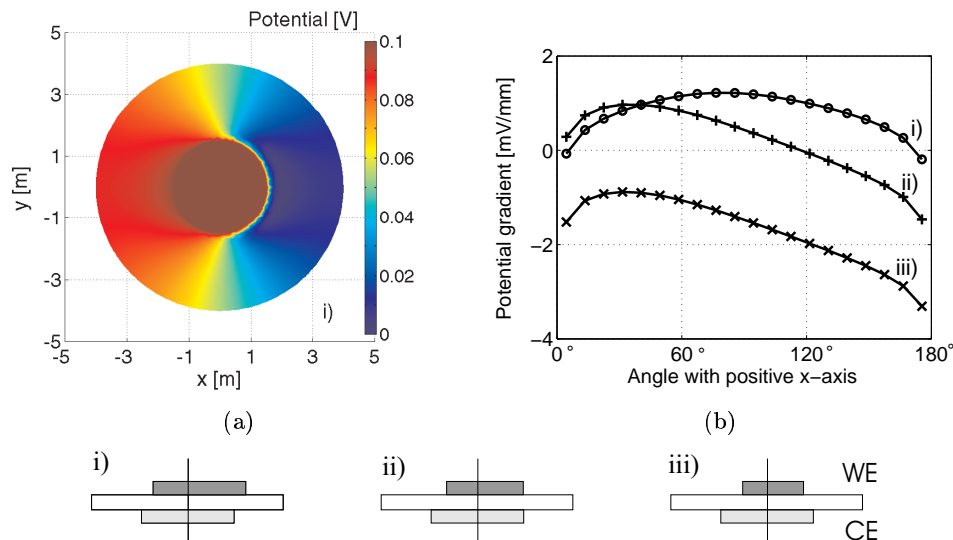 Potential [V]
5
3
1
-1
-3
-5
y [m]
-5
-3
-1
1
3
5
x [m]
i)
0.1
0.08
0.06
0.04
0.02
0
(a)
2
0
−2
−4
Potential gradient [mV/mm]
0°
60°
120°
180°
Angle with positive x−axis
i)
ii)
iii)
(b)
i)
ii)
iii)
WE
CE